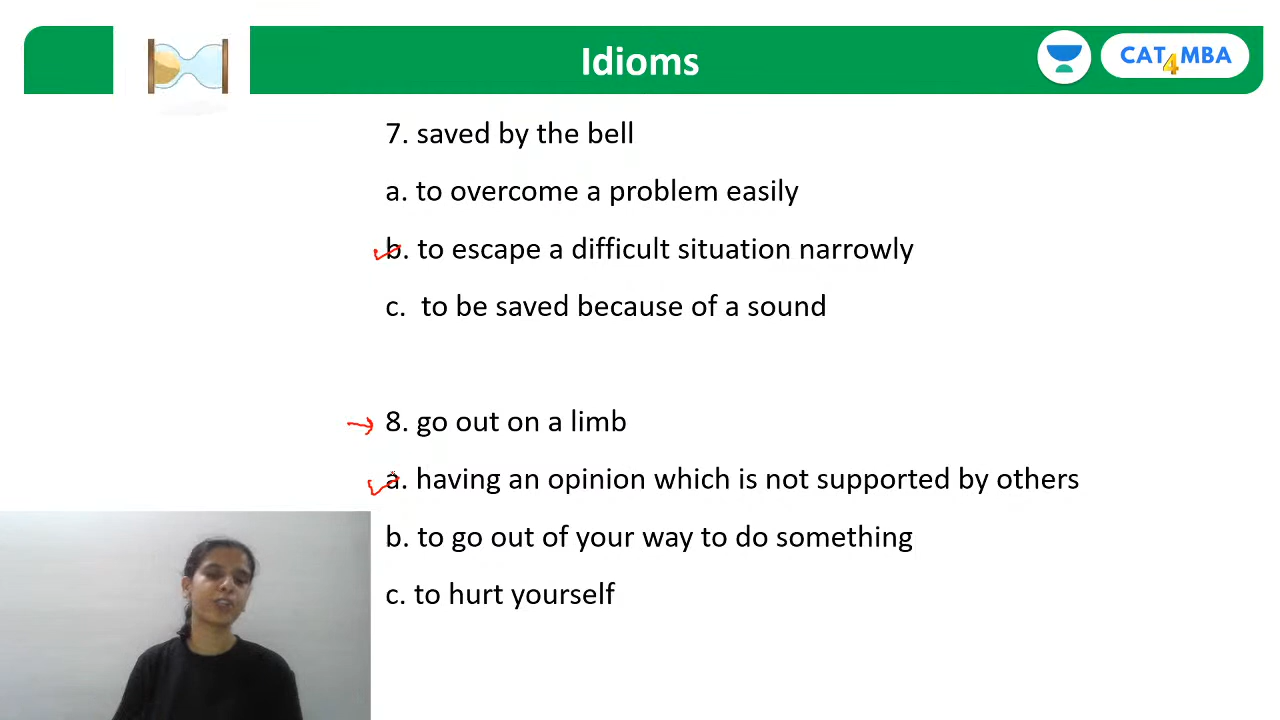 Idioms
CAT4MBA
7. saved by the bell
a. to overcome a problem easily
b. to escape a difficult situation narrowly
c. to be saved because of a sound
8. go out on a limb
a. having an opinion which is not supported by others
b. to go out of your way to do something
c. to hurt yourself